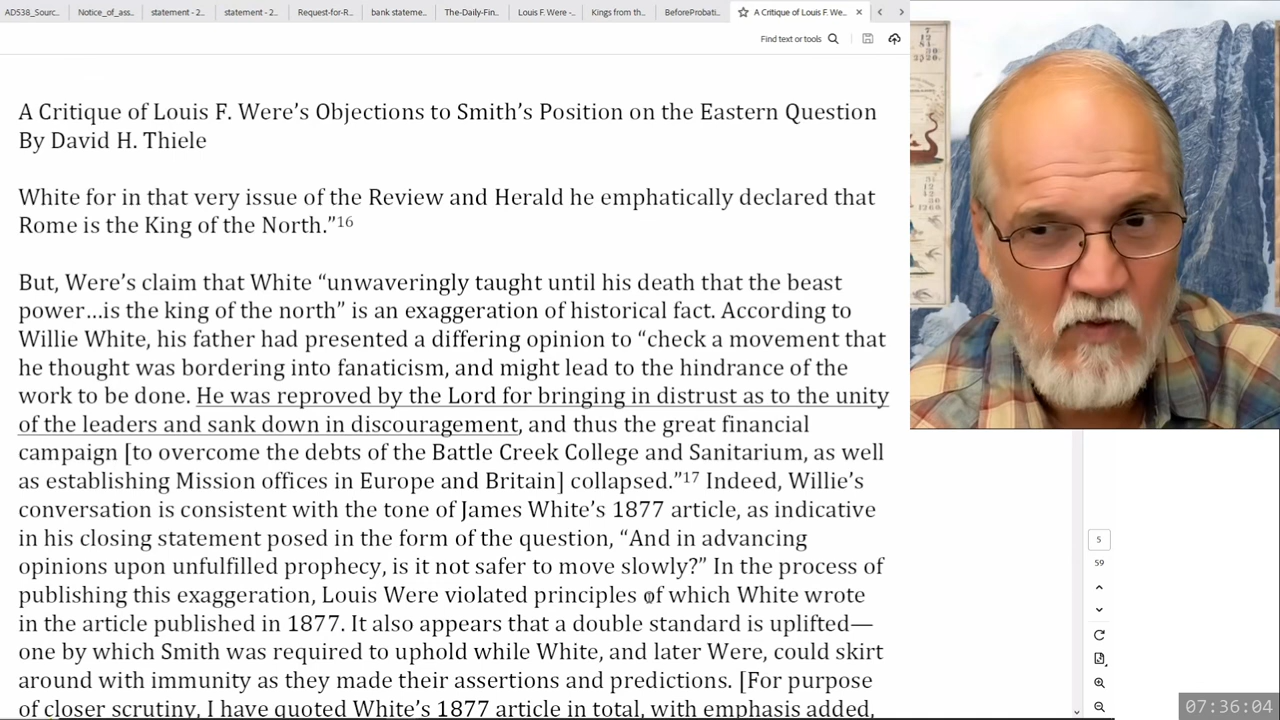 AD538_Sourc..
Notice_of_ass..
statement - 2...
statement - 2...
Request-for-R...
bank stateme...
The-Daily-Fin..
Louis F. Were -..
Kings from th..
BeforeProbati..
A Critique of Louis F. We...
Find text or tools
A Critique of Louis F. Were’s Objections to Smith’s Position on the Eastern Question
By David H. Thiele
White for in that very issue of the Review and Herald he emphatically declared that
Rome is the King of the North.”16
But, Were’s claim that White “unwaveringly taught until his death that the beast
power...is the king of the north” is an exaggeration of historical fact. According to
Willie White, his father had presented a differing opinion to “check a movement that
he thought was bordering into fanaticism, and might lead to the hindrance of the
work to be done. He was reproved by the Lord for bringing in distrust as to the unity
of the leaders and sank down in discouragement, and thus the great financial
campaign [to overcome the debts of the Battle Creek College and Sanitarium, as well
as establishing Mission offices in Europe and Britain] collapsed.”17 Indeed, Willie’s
conversation is consistent with the tone of James White’s 1877 article, as indicative
in his closing statement posed in the form of the question, “And in advancing
opinions upon unfulfilled prophecy, is it not safer to move slowly?” In the process of
publishing this exaggeration, Louis Were violated principles of which White wrote
in the article published in 1877. It also appears that a double standard is uplifted—
one by which Smith was required to uphold while White, and later Were, could skirt
around with immunity as they made their assertions and predictions. [For purpose
of closer scrutiny, I have quoted White’s 1877 article in total, with emphasis added,
5
59
07:36:04